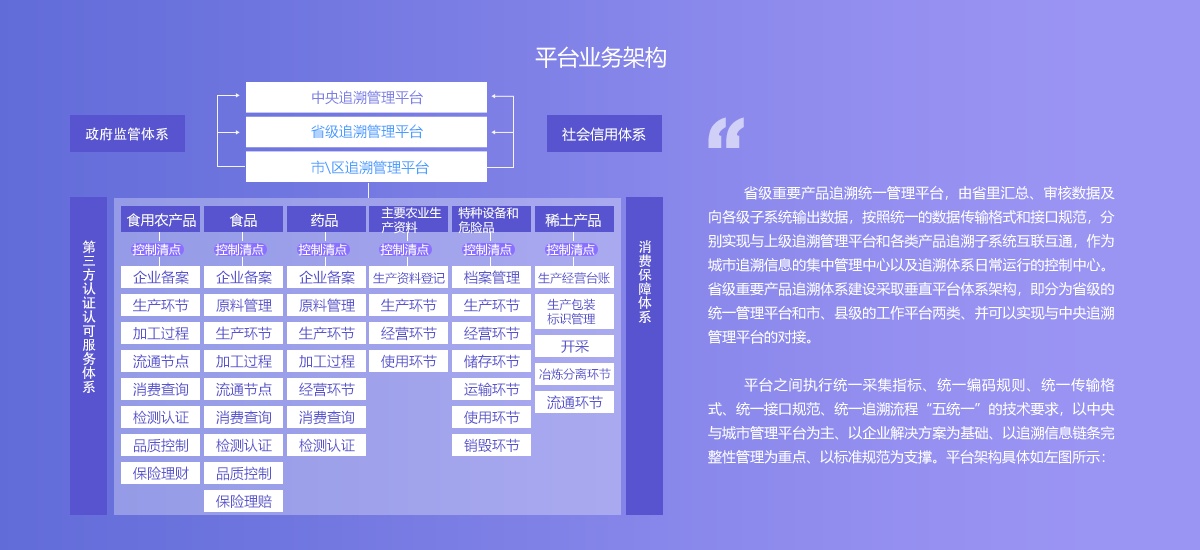 平台业务架构
中央追溯管理平台
省级追溯管理平台
市\区追溯管理平台
政府监管体系
社会信用体系
第三方认证认可服务体系
食用农产品
控制清点
企业备案
生产环节
加工过程
流通节点
消费查询
检测认证
品质控制
保险理财
食品
控制清点
企业备案
原料管理
生产环节
加工过程
流通节点
消费查询
检测认证
品质控制
保险理赔
药品
控制清点
企业备案
原料管理
生产环节
加工过程
经营环节
消费查询
检测认证
主要农业生
产资料
控制清点
生产资料登记
生产环节
经营环节
使用环节
特种设备和
危险品
控制清点
档案管理
生产环节
经营环节
储存环节
运输环节
使用环节
销毁环节
稀土产品
控制清点
生产经营台账
生产包装
标识管理
开采
冶炼分离环节
流通环节
消费保障体系
“
省级重要产品追溯统一管理平台，由省里汇总、审核数据及
向各级子系统输出数据，按照统一的数据传输格式和接口规范，分
别实现与上级追溯管理平台和各类产品追溯子系统互联互通，作为
城市追溯信息的集中管理中心以及追溯体系日常运行的控制中心。
省级重要产品追溯体系建设采取垂直平台体系架构，即分为省级的
统一管理平台和市、县级的工作平台两类、并可以实现与中央追溯
管理平台的对接。
平台之间执行统一采集指标、统一编码规则、统一传输格
式、统一接口规范、统一追溯流程“五统一”的技术要求，以中央
与城市管理平台为主、以企业解决方案为基础、以追溯信息链条完
整性管理为重点、以标准规范为支撑。平台架构具体如左图所示：